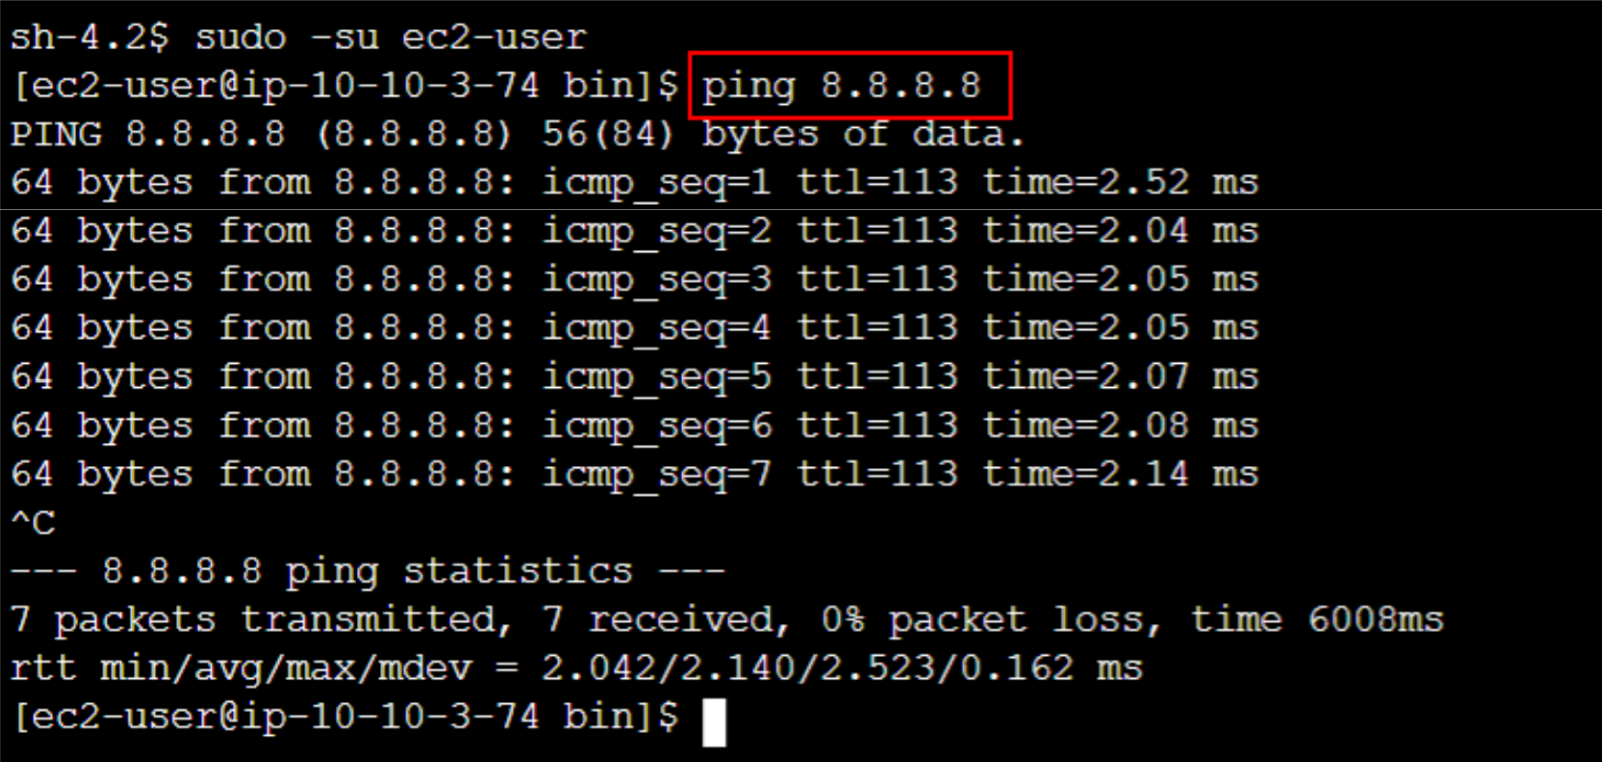 sh-4.2$ sudo -su ec2-user
[ec2-user@ip-10-10-3-74 bin]$ ping 8.8.8.8
PING 8.8.8.8 (8.8.8.8) 56(84) bytes of data.
64 bytes from 8.8.8.8: icmp_seq=1 ttl=113 time=2.52 ms
64 bytes from 8.8.8.8: icmp_seq=2 ttl=113 time=2.04 ms
64 bytes from 8.8.8.8: icmp_seq=3 ttl=113 time=2.05 ms
64 bytes from 8.8.8.8: icmp_seq=4 ttl=113 time=2.05 ms
64 bytes from 8.8.8.8: icmp_seq=5 ttl=113 time=2.07 ms
64 bytes from 8.8.8.8: icmp_seq=6 ttl=113 time=2.08 ms
64 bytes from 8.8.8.8: icmp_seq=7 ttl=113 time=2.14 ms
^C
--- 8.8.8.8 ping statistics ---
7 packets transmitted, 7 received, 0% packet loss, time 6008ms
rtt min/avg/max/mdev = 2.042/2.140/2.523/0.162 ms
[ec2-user@ip-10-10-3-74 bin]$